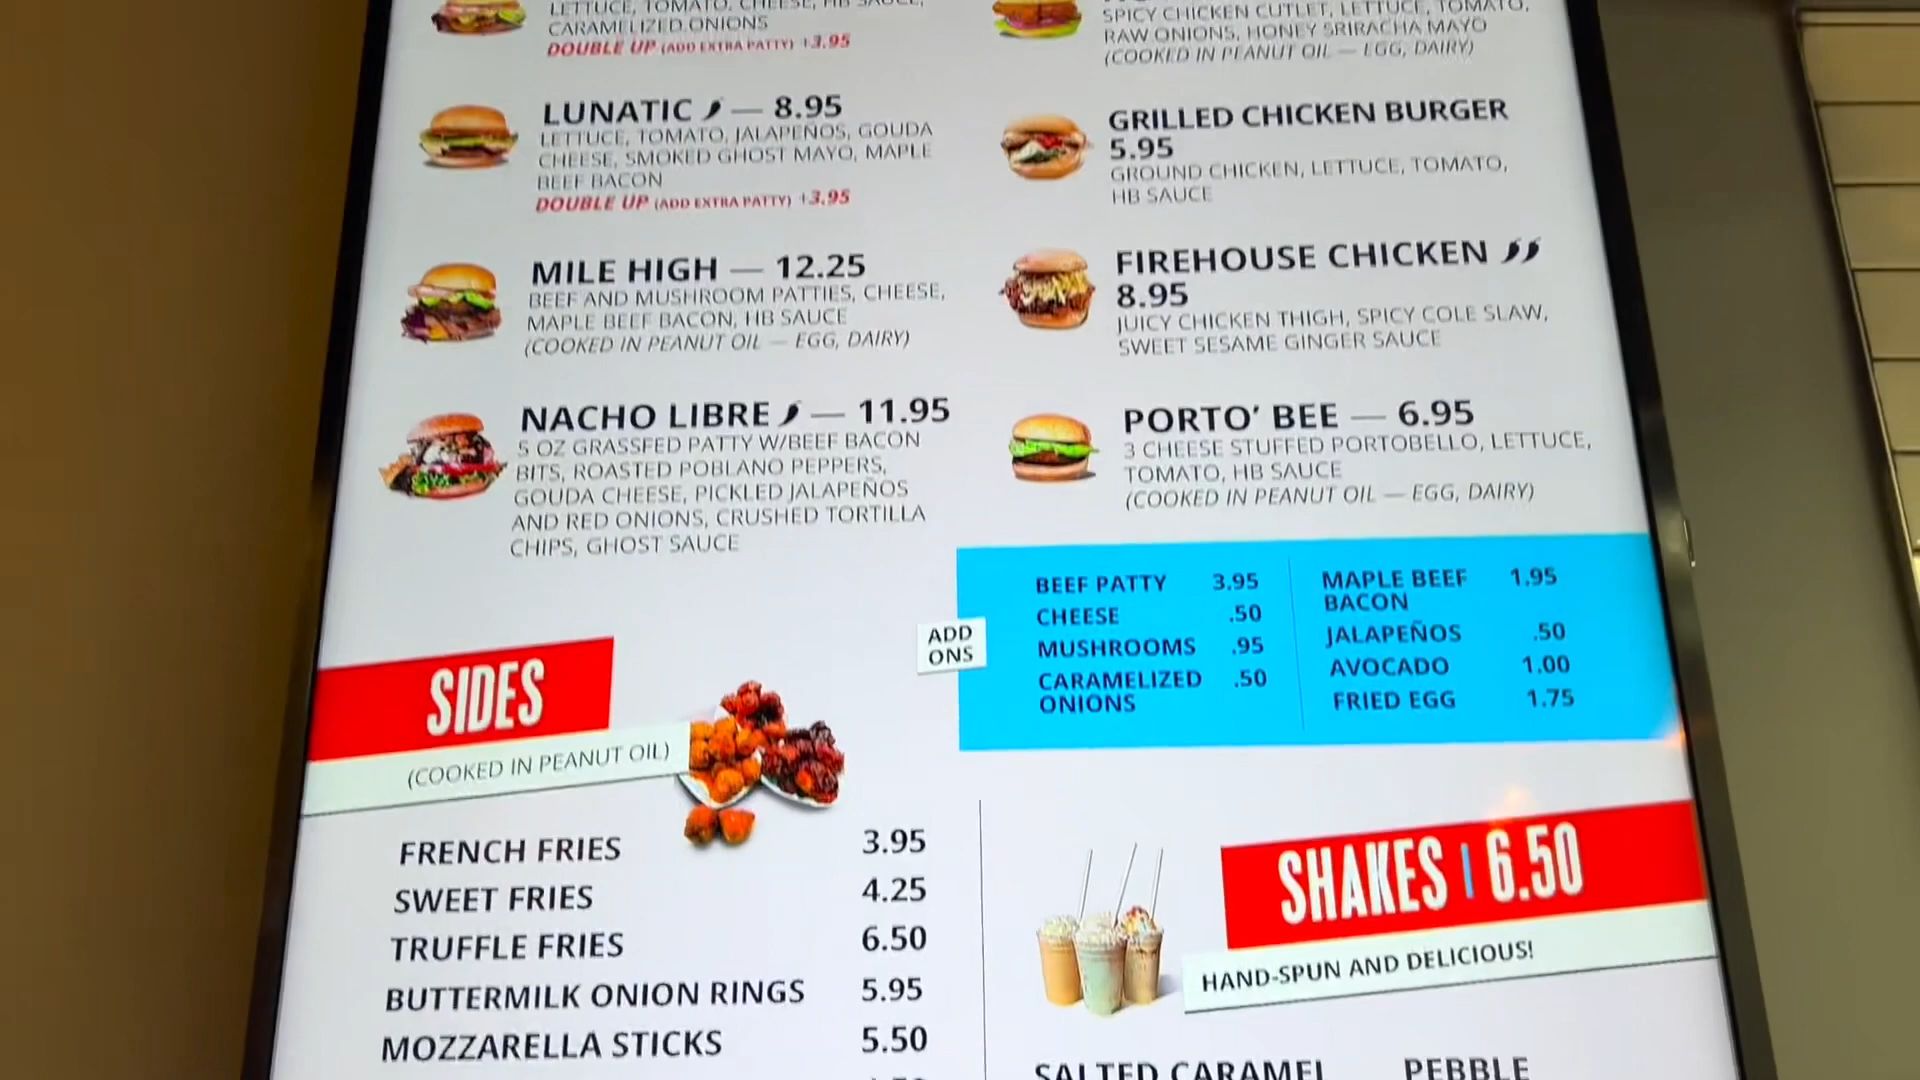 LETTUCE, TOMATO, CHEESE, HB SAUCE,
CARAMELIZED ONIONS
DOUBLE UP (ADD EXTRA PATTY) +3.95
LUNATIC — 8.95
LETTUCE, TOMATO, JALAPEÑOS, GOUDA
CHEESE, SMOKED GHOST MAYO, MAPLE
BEEF BACON
DOUBLE UP (ADD EXTRA PATTY) +3.95
MILE HIGH — 12.25
BEEF AND MUSHROOM PATTIES, CHEESE,
MAPLE BEEF BACON, HB SAUCE
(COOKED IN PEANUT OIL — EGG, DAIRY)
NACHO LIBRE — 11.95
5 OZ GRASSFED PATTY W/BEEF BACON
BITS, ROASTED POBLANO PEPPERS,
GOUDA CHEESE, PICKLED JALAPEÑOS
AND RED ONIONS, CRUSHED TORTILLA
CHIPS, GHOST SAUCE
SPICY CHICKEN CUTLET, LETTUCE, TOMATO,
RAW ONIONS, HONEY SRIRACHA MAYO
(COOKED IN PEANUT OIL — EGG, DAIRY)
GRILLED CHICKEN BURGER
5.95
GROUND CHICKEN, LETTUCE, TOMATO,
HB SAUCE
FIREHOUSE CHICKEN
8.95
JUICY CHICKEN THIGH, SPICY COLE SLAW,
SWEET SESAME GINGER SAUCE
PORTO' BEE — 6.95
3 CHEESE STUFFED PORTOBELLO, LETTUCE,
TOMATO, HB SAUCE
(COOKED IN PEANUT OIL — EGG, DAIRY)
ADD
ONS
BEEF PATTY 3.95
CHEESE .50
MUSHROOMS .95
CARAMELIZED .50
ONIONS
MAPLE BEEF 1.95
BACON
JALAPEÑOS .50
AVOCADO 1.00
FRIED EGG 1.75
SIDES
(COOKED IN PEANUT OIL)
FRENCH FRIES 3.95
SWEET FRIES 4.25
TRUFFLE FRIES 6.50
BUTTERMILK ONION RINGS 5.95
MOZZARELLA STICKS 5.50
SHAKES | 6.50
HAND-SPUN AND DELICIOUS!
SALTED CARAMEL PEBBLE